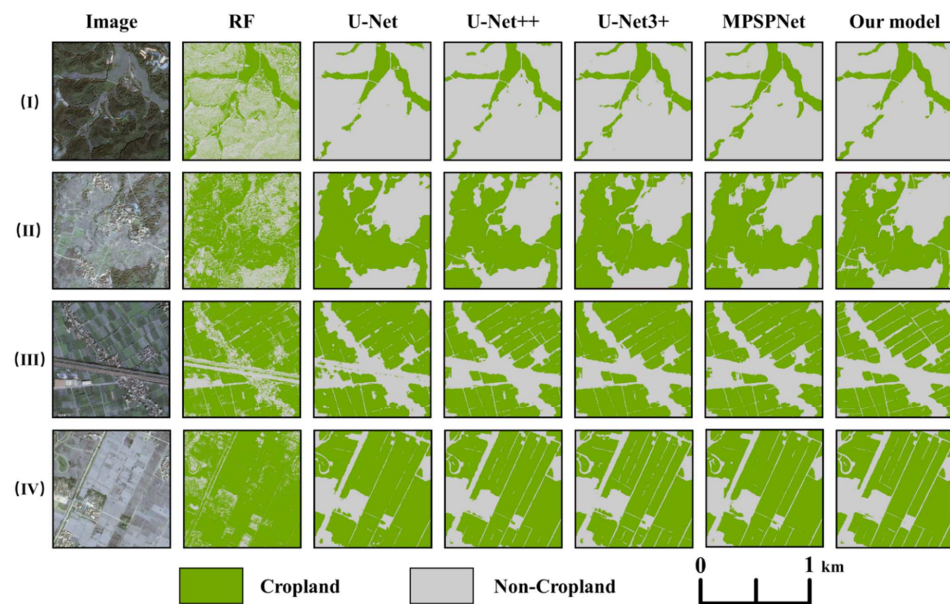 Image RF U-Net U-Net++ U-Net3+ MPSPNet Our model
(I)
(II)
(III)
(IV)
0 1 km
Cropland Non-Cropland